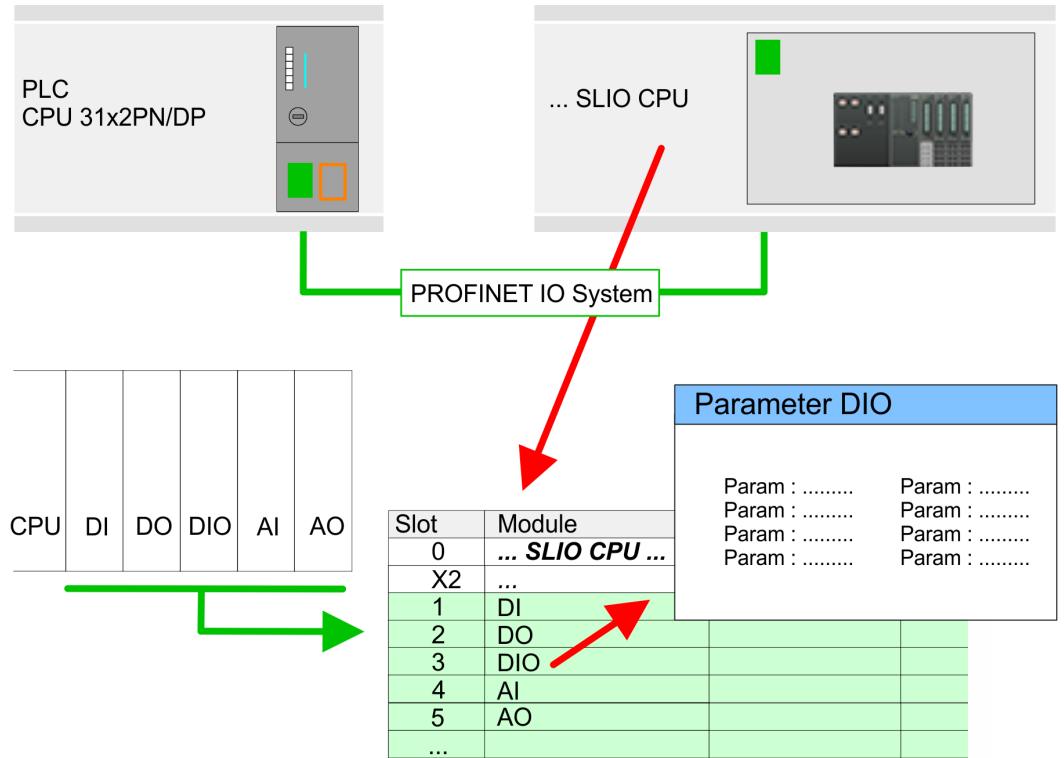 PLC
CPU 31x2PN/DP
... SLIO CPU
PROFINET IO System
CPU DI DO DIO AI AO
Parameter DIO
Param : ......... Param : .........
Param : ......... Param : .........
Param : ......... Param : .........
Param : ......... Param : .........
Slot Module
0 ... SLIO CPU ...
X2 ...
1 DI
2 DO
3 DIO
4 AI
5 AO
...